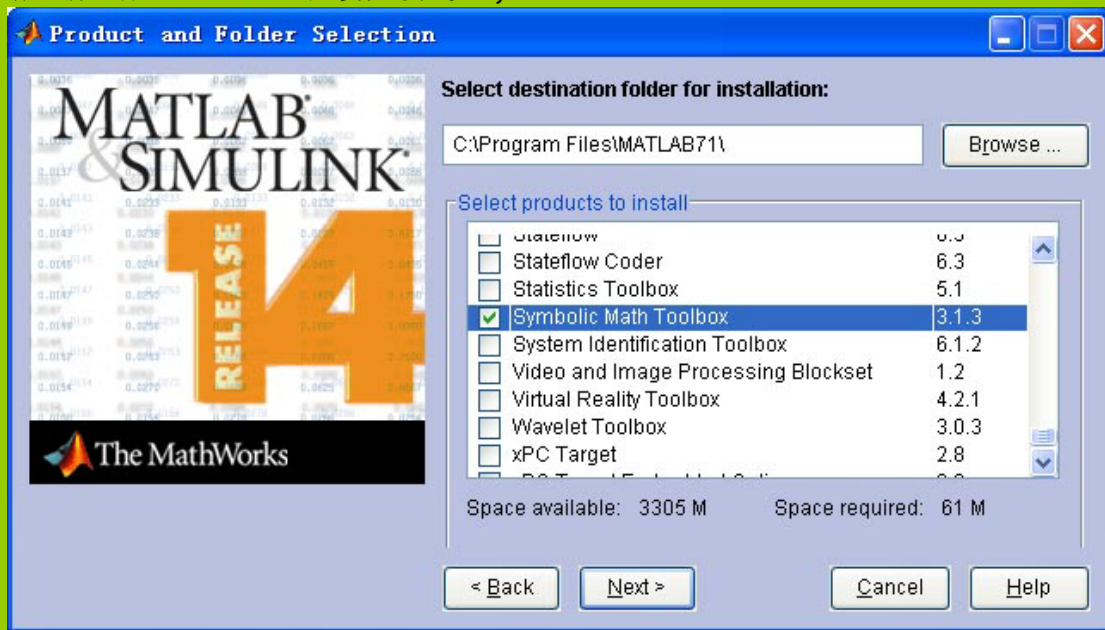 Product and Folder Selection
MATLAB
& SIMULINK
RELEASE 14
The MathWorks
Select destination folder for installation:
C:\Program Files\MATLAB71\
Browse ...
Select products to install
Stateflow
Stateflow Coder 6.3
Statistics Toolbox 5.1
Symbolic Math Toolbox 3.1.3
System Identification Toolbox 6.1.2
Video and Image Processing Blockset 1.2
Virtual Reality Toolbox 4.2.1
Wavelet Toolbox 3.0.3
xPC Target 2.8
Space available: 3305 M Space required: 61 M
< Back
Next >
Cancel
Help